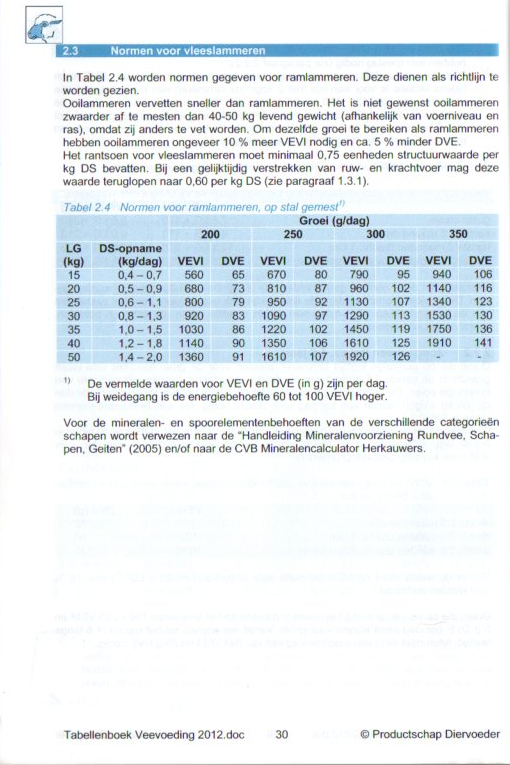 2.3 Normen voor vleeslammeren
In Tabel 2.4 worden normen gegeven voor ramlammeren. Deze dienen als richtlijn te
worden gezien.
Ooilammeren vervetten sneller dan ramlammeren. Het is niet gewenst ooilammeren
zwaarder af te mesten dan 40-50 kg levend gewicht (afhankelijk van voerniveau en
ras), omdat zij anders te vet worden. Om dezelfde groei te bereiken als ramlammeren
hebben ooilammeren ongeveer 10 % meer VEVI nodig en ca. 5 % minder DVE.
Het rantsoen voor vleeslammeren moet minimaal 0,75 eenheden structuurwaarde per
kg DS bevatten. Bij een gelijktijdig verstrekken van ruw- en krachtvoer mag deze
waarde teruglopen naar 0,60 per kg DS (zie paragraaf 1.3.1).
Tabel 2.4 Normen voor ramlammeren, op stal gemest1)
Groei (g/dag)
200 250 300 350
LG DS-opname
(kg) (kg/dag) VEVI DVE VEVI DVE VEVI DVE VEVI DVE
15 0,4 – 0,7 560 65 670 80 790 95 940 106
20 0,5 – 0,9 680 73 810 87 960 102 1140 116
25 0,6 – 1,1 800 79 950 92 1130 107 1340 123
30 0,8 – 1,3 920 83 1090 97 1290 113 1530 130
35 1,0 – 1,5 1030 86 1220 102 1450 119 1750 136
40 1,2 – 1,8 1140 90 1350 106 1610 125 1910 141
50 1,4 – 2,0 1360 91 1610 107 1920 126 - -
1) De vermelde waarden voor VEVI en DVE (in g) zijn per dag.
Bij weidegang is de energiebehoefte 60 tot 100 VEVI hoger.
Voor de mineralen- en spoorelementenbehoeften van de verschillende categorieën
schapen wordt verwezen naar de “Handleiding Mineralenvoorziening Rundvee, Scha-
pen, Geiten” (2005) en/of naar de CVB Mineralencalculator Herkauwers.
Tabellenboek Veevoeding 2012.doc 30 © Productschap Diervoeder